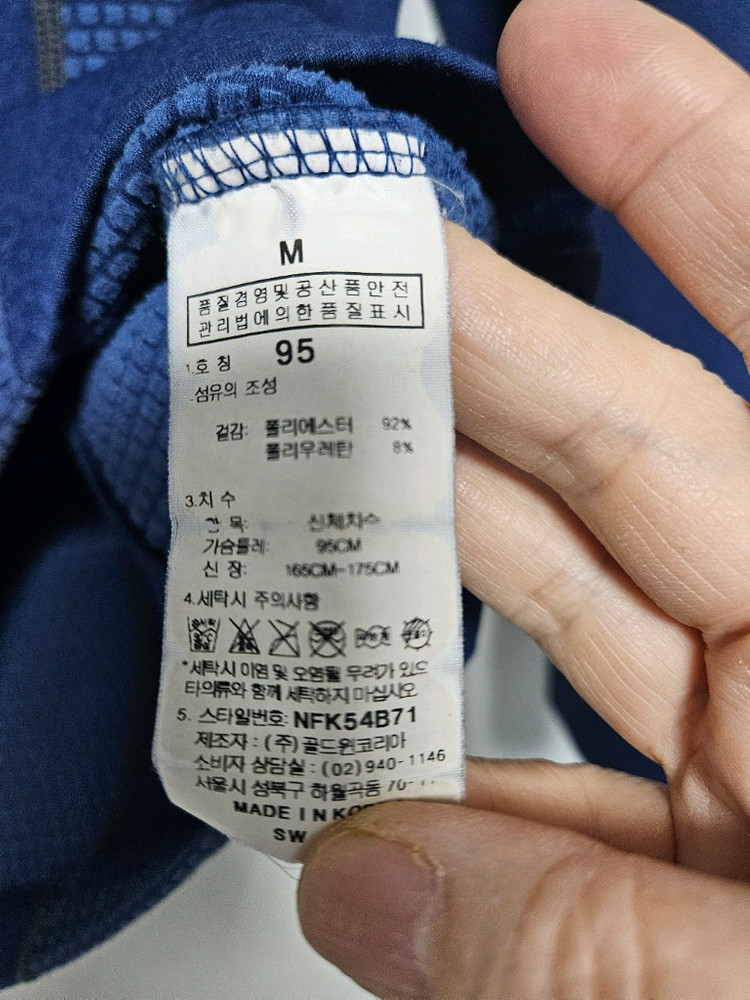 M
품질경영및공산품안전
관리법에의한품질표시
1.호칭 95
.섬유의 조성
겉감: 폴리에스터 92%
폴리우레탄 8%
3.치수
목: 신체치수
가슴둘레: 95CM
신 장: 165CM~175CM
4.세탁시 주의사항
*세탁시 이염 및 오염될 우려가 있으
타의류와 함께 세탁하지 마십시오
5. 스타일번호: NFK54B71
제조자 : (주)골드윈코리아
소비자 상담실 : (02)940-1146
서울시 성북구 하월곡동 70-
MADE IN
SW